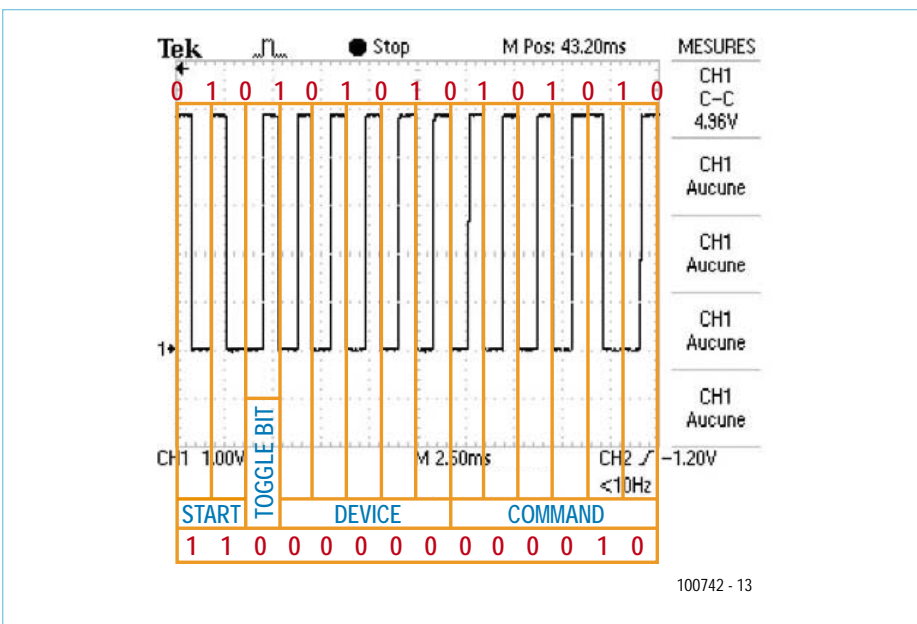 Tek Stop M Pos: 43.20ms MESURES
0 1 0 1 0 1 0 1 0 1 0 1 0 1 0
CH1
C-C
4.96V
CH1
Aucune
CH1
Aucune
CH1
Aucune
CH1
Aucune
1
CH1 1.00V M 2.50ms CH2 -1.20V
<10Hz
TOGGLE BIT
START DEVICE COMMAND
1 1 0 0 0 0 0 0 0 0 0 0 1 0
100742 - 13